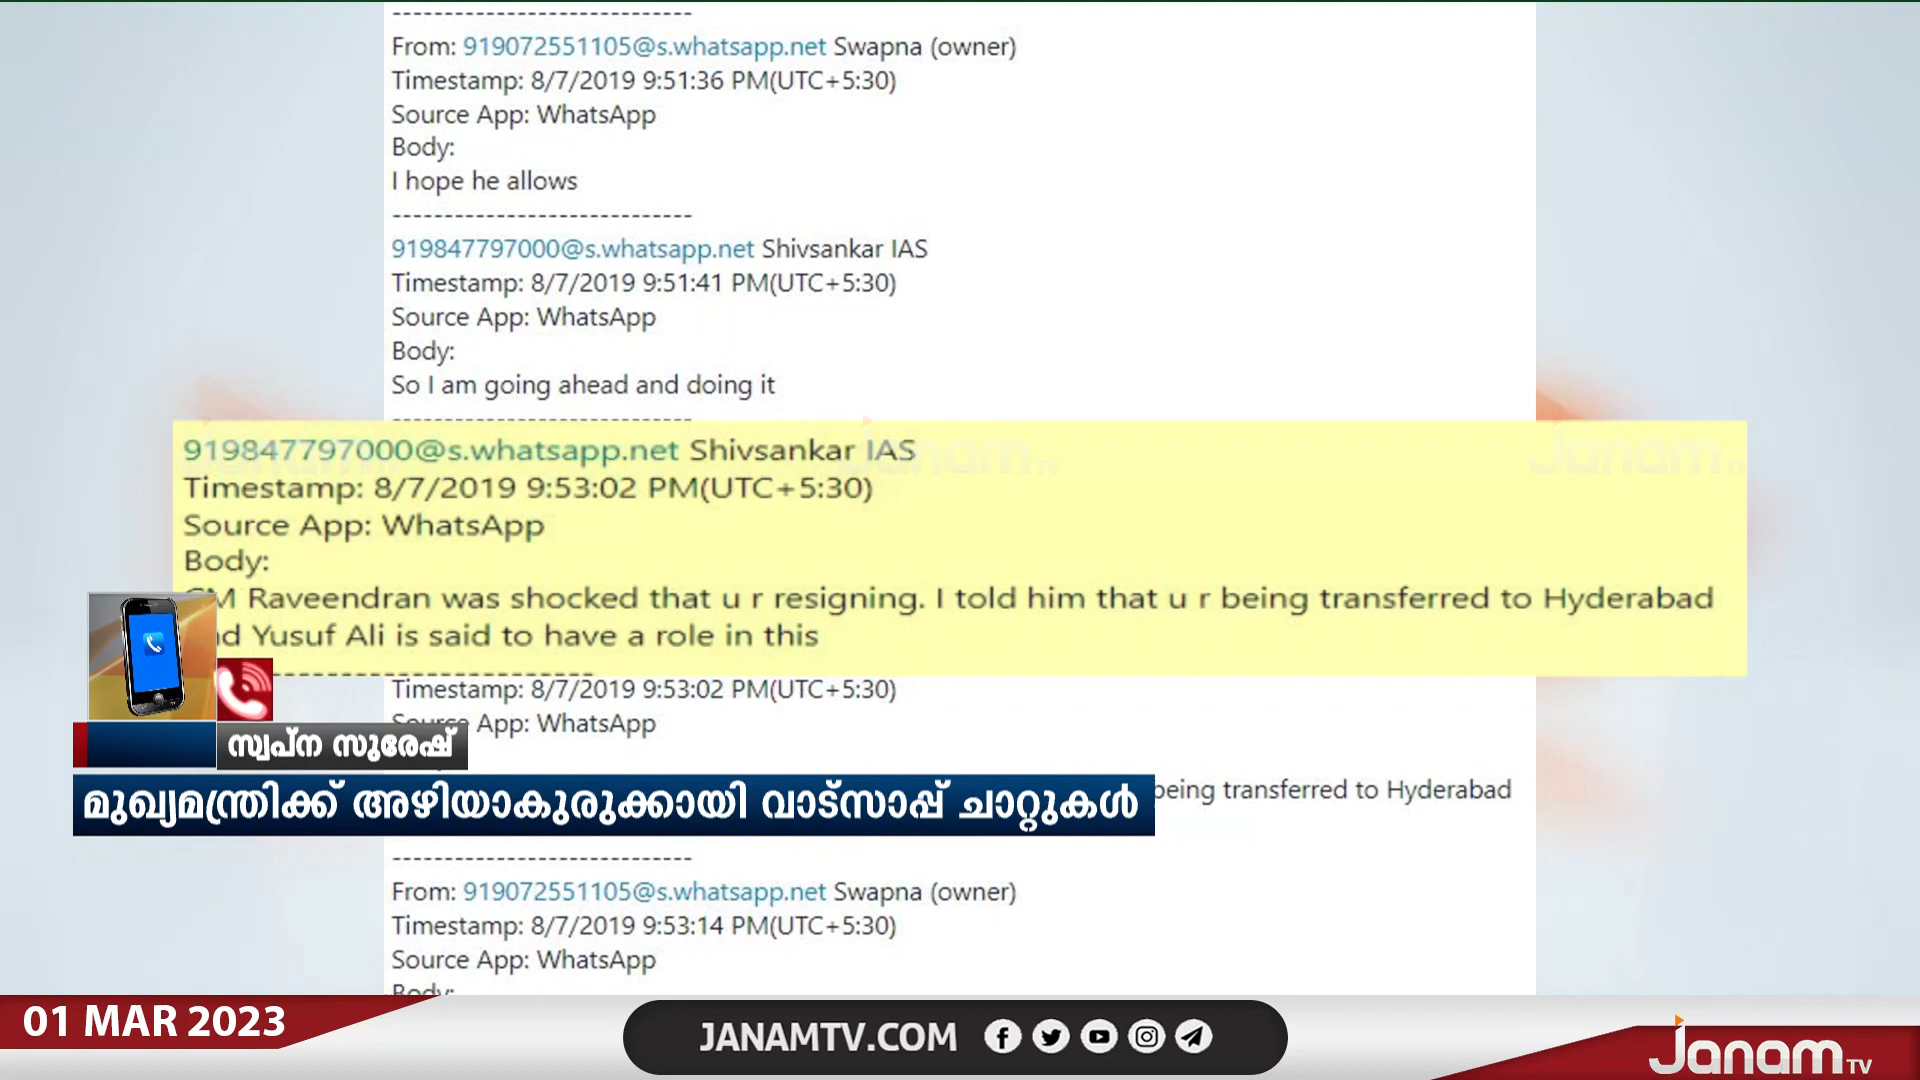 ----------------------------
From: 919072551105@s.whatsapp.net Swapna (owner)
Timestamp: 8/7/2019 9:51:36 PM(UTC+5:30)
Source App: WhatsApp
Body:
I hope he allows
----------------------------
919847797000@s.whatsapp.net Shivsankar IAS
Timestamp: 8/7/2019 9:51:41 PM(UTC+5:30)
Source App: WhatsApp
Body:
So I am going ahead and doing it
----------------------------
919847797000@s.whatsapp.net Shivsankar IAS
Timestamp: 8/7/2019 9:53:02 PM(UTC+5:30)
Source App: WhatsApp
Body:
CM Raveendran was shocked that u r resigning. I told him that u r being transferred to Hyderabad
Yusuf Ali is said to have a role in this
----------------------------
Timestamp: 8/7/2019 9:53:02 PM(UTC+5:30)
Source App: WhatsApp
സ്വപ്ന സുരേഷ്
being transferred to Hyderabad
മുഖ്യമന്ത്രിക്ക് അഴിയാകുരുക്കായി വാട്സാപ്പ് ചാറ്റുകൾ
----------------------------
From: 919072551105@s.whatsapp.net Swapna (owner)
Timestamp: 8/7/2019 9:53:14 PM(UTC+5:30)
Source App: WhatsApp
Body:
01 MAR 2023
JANAMTV.COM
Janam TV